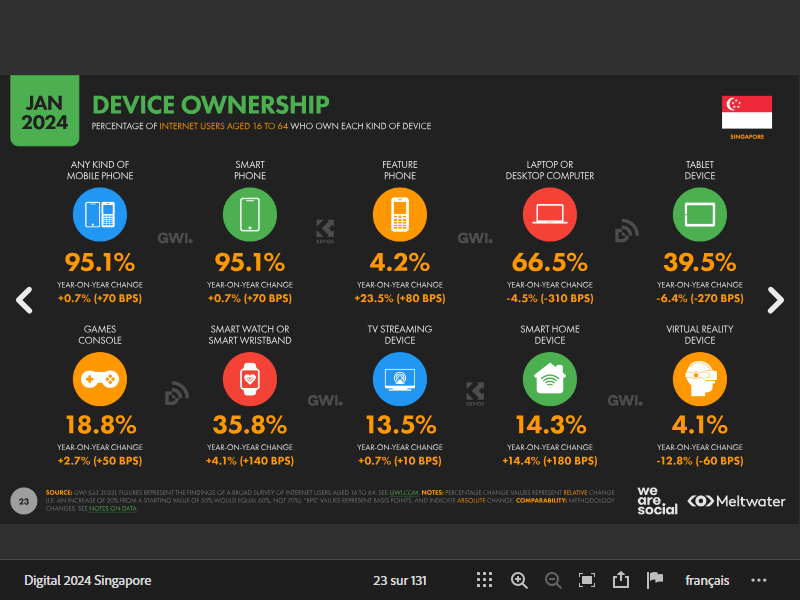 JAN
2024
DEVICE OWNERSHIP
PERCENTAGE OF INTERNET USERS AGED 16 TO 64 WHO OWN EACH KIND OF DEVICE
SINGAPORE
ANY KIND OF
MOBILE PHONE
95.1%
YEAR-ON-YEAR CHANGE
+0.7% (+70 BPS)
SMART
PHONE
95.1%
YEAR-ON-YEAR CHANGE
+0.7% (+70 BPS)
FEATURE
PHONE
4.2%
YEAR-ON-YEAR CHANGE
+23.5% (+80 BPS)
LAPTOP OR
DESKTOP COMPUTER
66.5%
YEAR-ON-YEAR CHANGE
-4.5% (-310 BPS)
TABLET
DEVICE
39.5%
YEAR-ON-YEAR CHANGE
-6.4% (-270 BPS)
GWI.
KEPIOS
GWI.
GAMES
CONSOLE
18.8%
YEAR-ON-YEAR CHANGE
+2.7% (+50 BPS)
SMART WATCH OR
SMART WRISTBAND
35.8%
YEAR-ON-YEAR CHANGE
+4.1% (+140 BPS)
TV STREAMING
DEVICE
13.5%
YEAR-ON-YEAR CHANGE
+0.7% (+10 BPS)
SMART HOME
DEVICE
14.3%
YEAR-ON-YEAR CHANGE
+14.4% (+180 BPS)
VIRTUAL REALITY
DEVICE
4.1%
YEAR-ON-YEAR CHANGE
-12.8% (-60 BPS)
GWI.
KEPIOS
GWI.
23
SOURCE: GWI (Q3 2023). FIGURES REPRESENT THE FINDINGS OF A BROAD SURVEY OF INTERNET USERS AGED 16 TO 64. SEE GWI.COM. NOTES: PERCENTAGE CHANGE VALUES REPRESENT RELATIVE CHANGE
(I.E. AN INCREASE OF 20% FROM A STARTING VALUE OF 50% WOULD EQUAL 60%, NOT 70%). "BPS" VALUES REPRESENT BASIS POINTS, AND INDICATE ABSOLUTE CHANGE. COMPARABILITY: METHODOLOGY
CHANGES. SEE NOTES ON DATA.
we
are.
social
Meltwater
Digital 2024 Singapore
23 sur 131
français